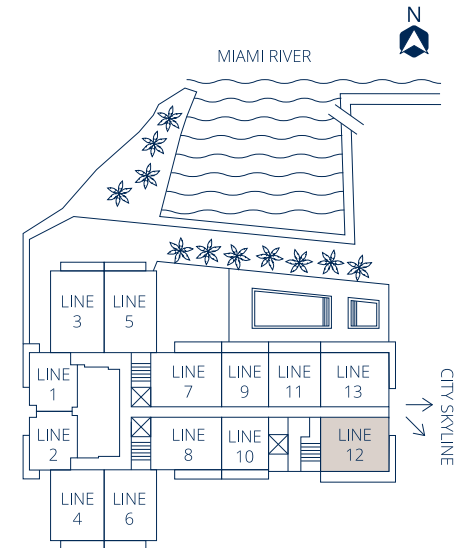 N
MIAMI RIVER
LINE
3
LINE
5
LINE
1
LINE
7
LINE
9
LINE
11
LINE
13
CITY SKYLINE
LINE
2
LINE
8
LINE
10
LINE
12
LINE
4
LINE
6